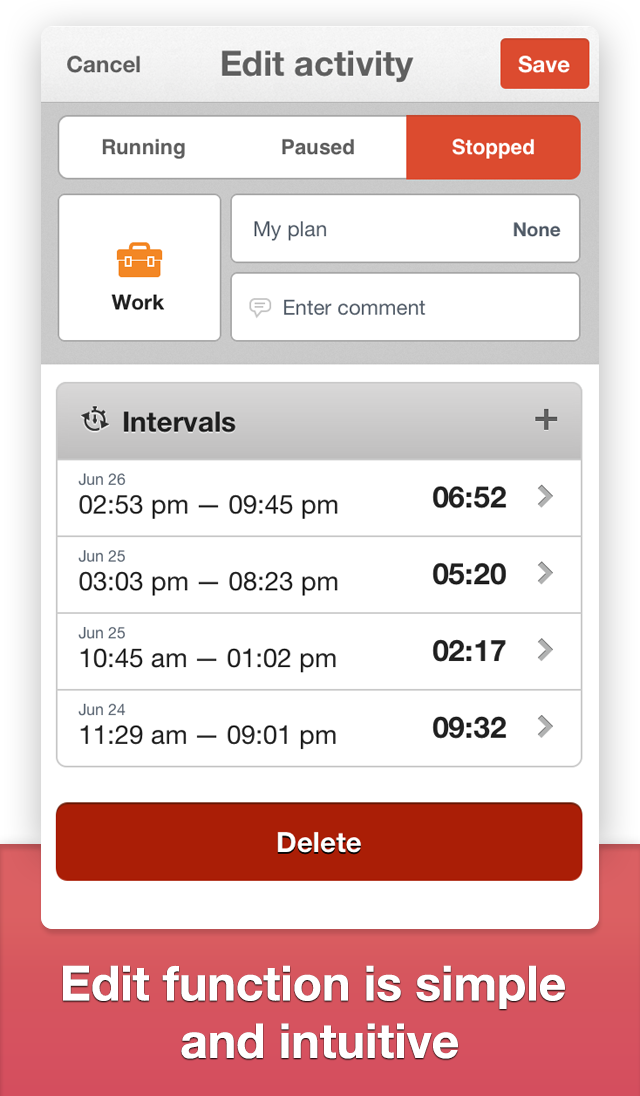 Cancel Edit activity Save
Running Paused Stopped
Work
My plan None
Enter comment
Intervals +
Jun 26
02:53 pm — 09:45 pm 06:52
Jun 25
03:03 pm — 08:23 pm 05:20
Jun 25
10:45 am — 01:02 pm 02:17
Jun 24
11:29 am — 09:01 pm 09:32
Delete
Edit function is simple
and intuitive